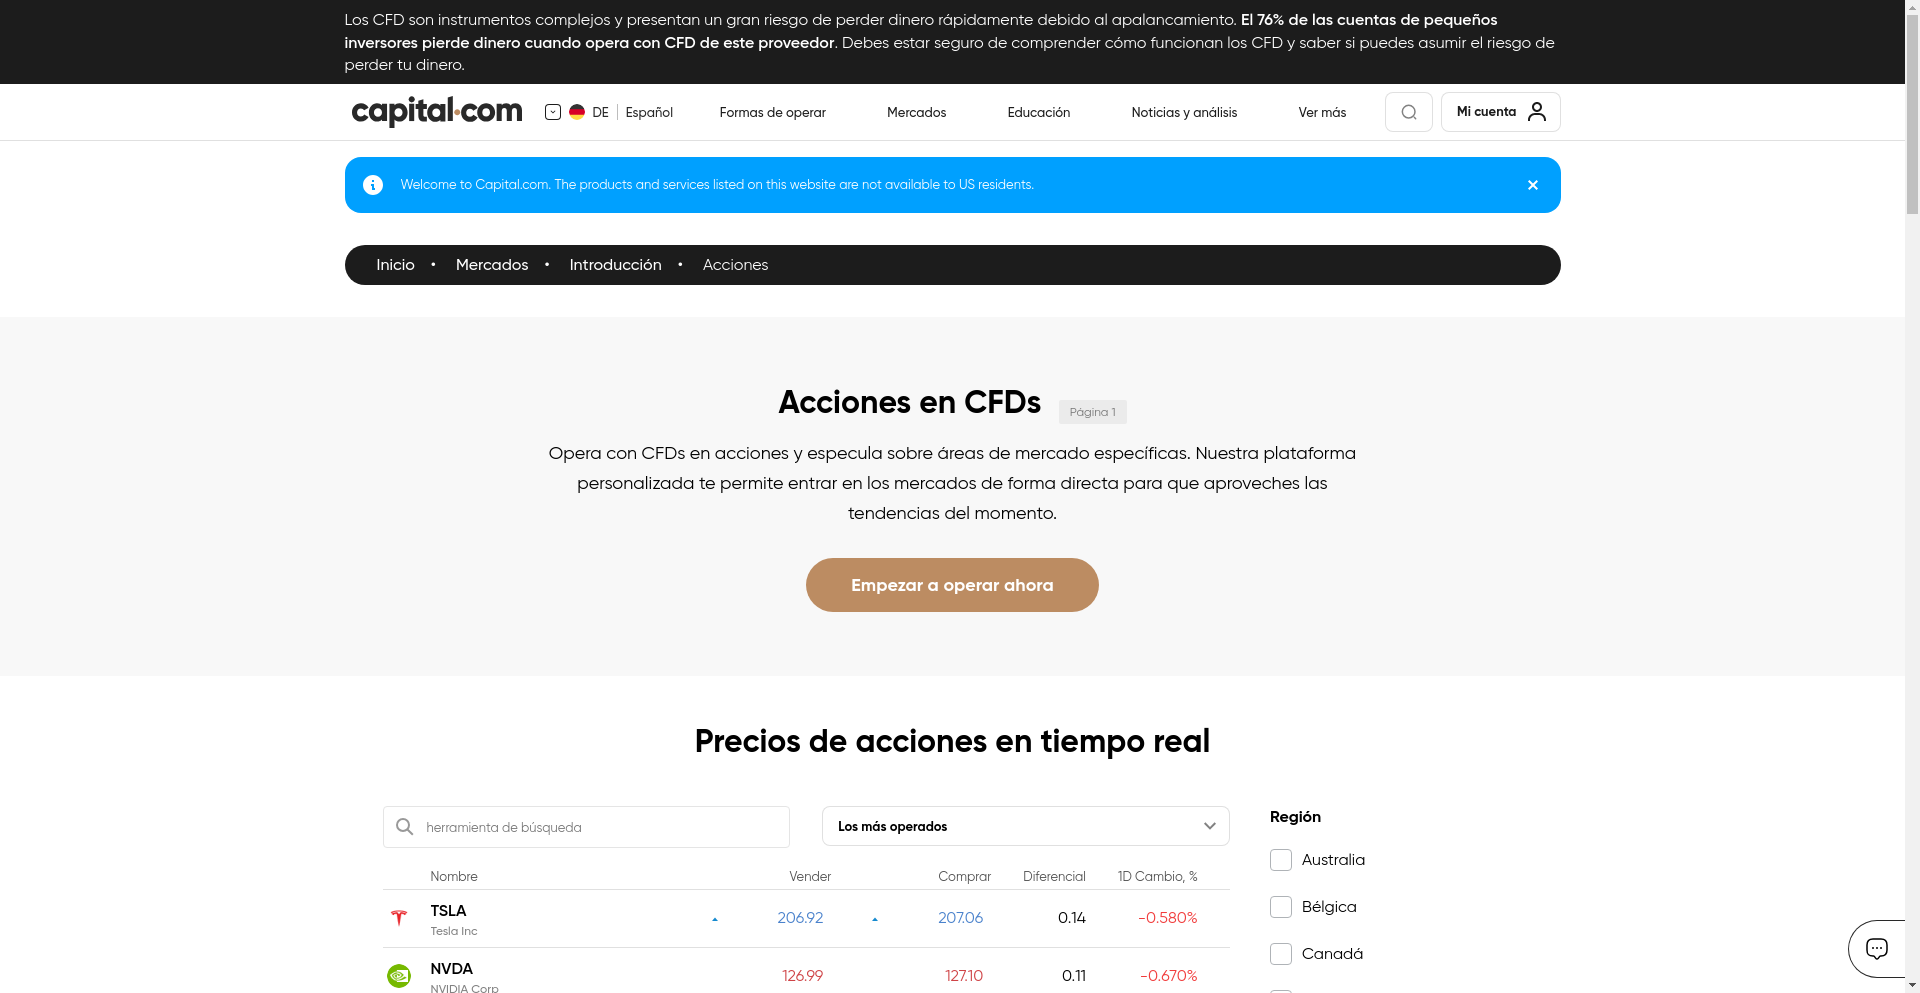 Los CFD son instrumentos complejos y presentan un gran riesgo de perder dinero rápidamente debido al apalancamiento. El 76% de las cuentas de pequeños
inversores pierde dinero cuando opera con CFD de este proveedor. Debes estar seguro de comprender cómo funcionan los CFD y saber si puedes asumir el riesgo de
perder tu dinero.
capital.com DE Español Formas de operar Mercados Educación Noticias y análisis Ver más Mi cuenta
Welcome to Capital.com. The products and services listed on this website are not available to US residents.
Inicio • Mercados • Introducción • Acciones
Acciones en CFDs Página 1
Opera con CFDs en acciones y especula sobre áreas de mercado específicas. Nuestra plataforma
personalizada te permite entrar en los mercados de forma directa para que aproveches las
tendencias del momento.
Empezar a operar ahora
Precios de acciones en tiempo real
herramienta de búsqueda
Los más operados
Nombre Vender Comprar Diferencial 1D Cambio, %
TSLA 206.92 207.06 0.14 -0.580%
Tesla Inc
NVDA 126.99 127.10 0.11 -0.670%
NVIDIA Corp
Región
Australia
Bélgica
Canadá